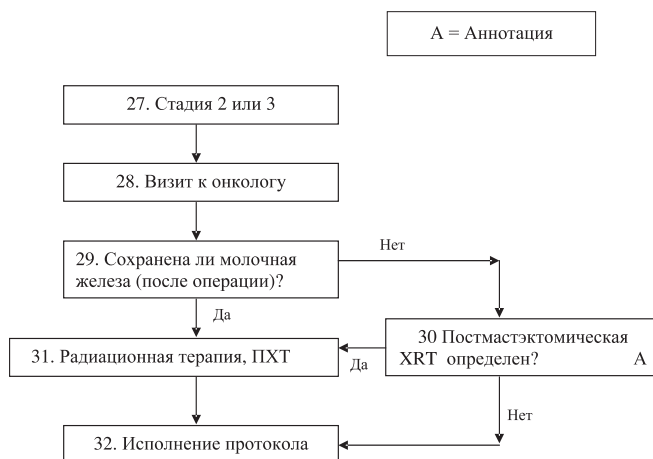 А = Аннотация
27. Стадия 2 или 3
28. Визит к онкологу
29. Сохранена ли молочная
железа (после операции)?
Нет
Да
30 Постмастэктомическая
XRT определен? А
31. Радиационная терапия, ПХТ
Да
Нет
32. Исполнение протокола